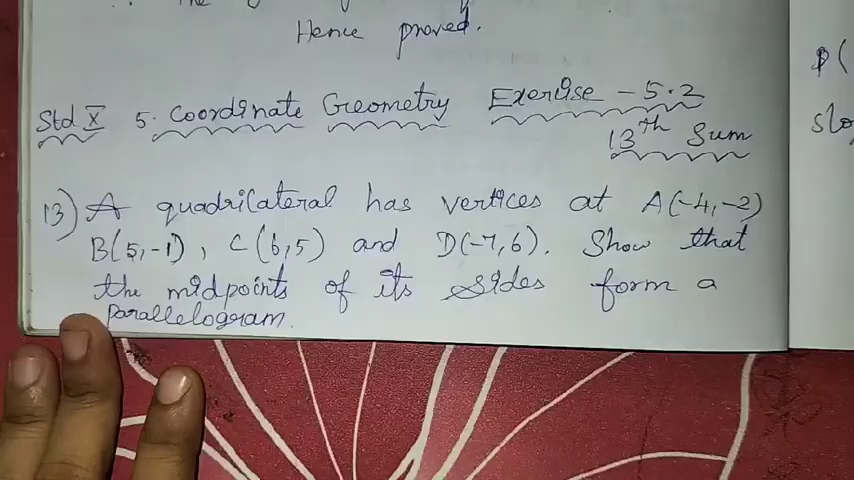 The
Hence proved.
Std X 5. Coordinate Geometry Exercise - 5.2
13th Sum
13) A quadrilateral has vertices at A(-4,-2)
B(5,-1), C(6,5) and D(-7,6). Show that
the midpoints of its sides form a
parallelogram.